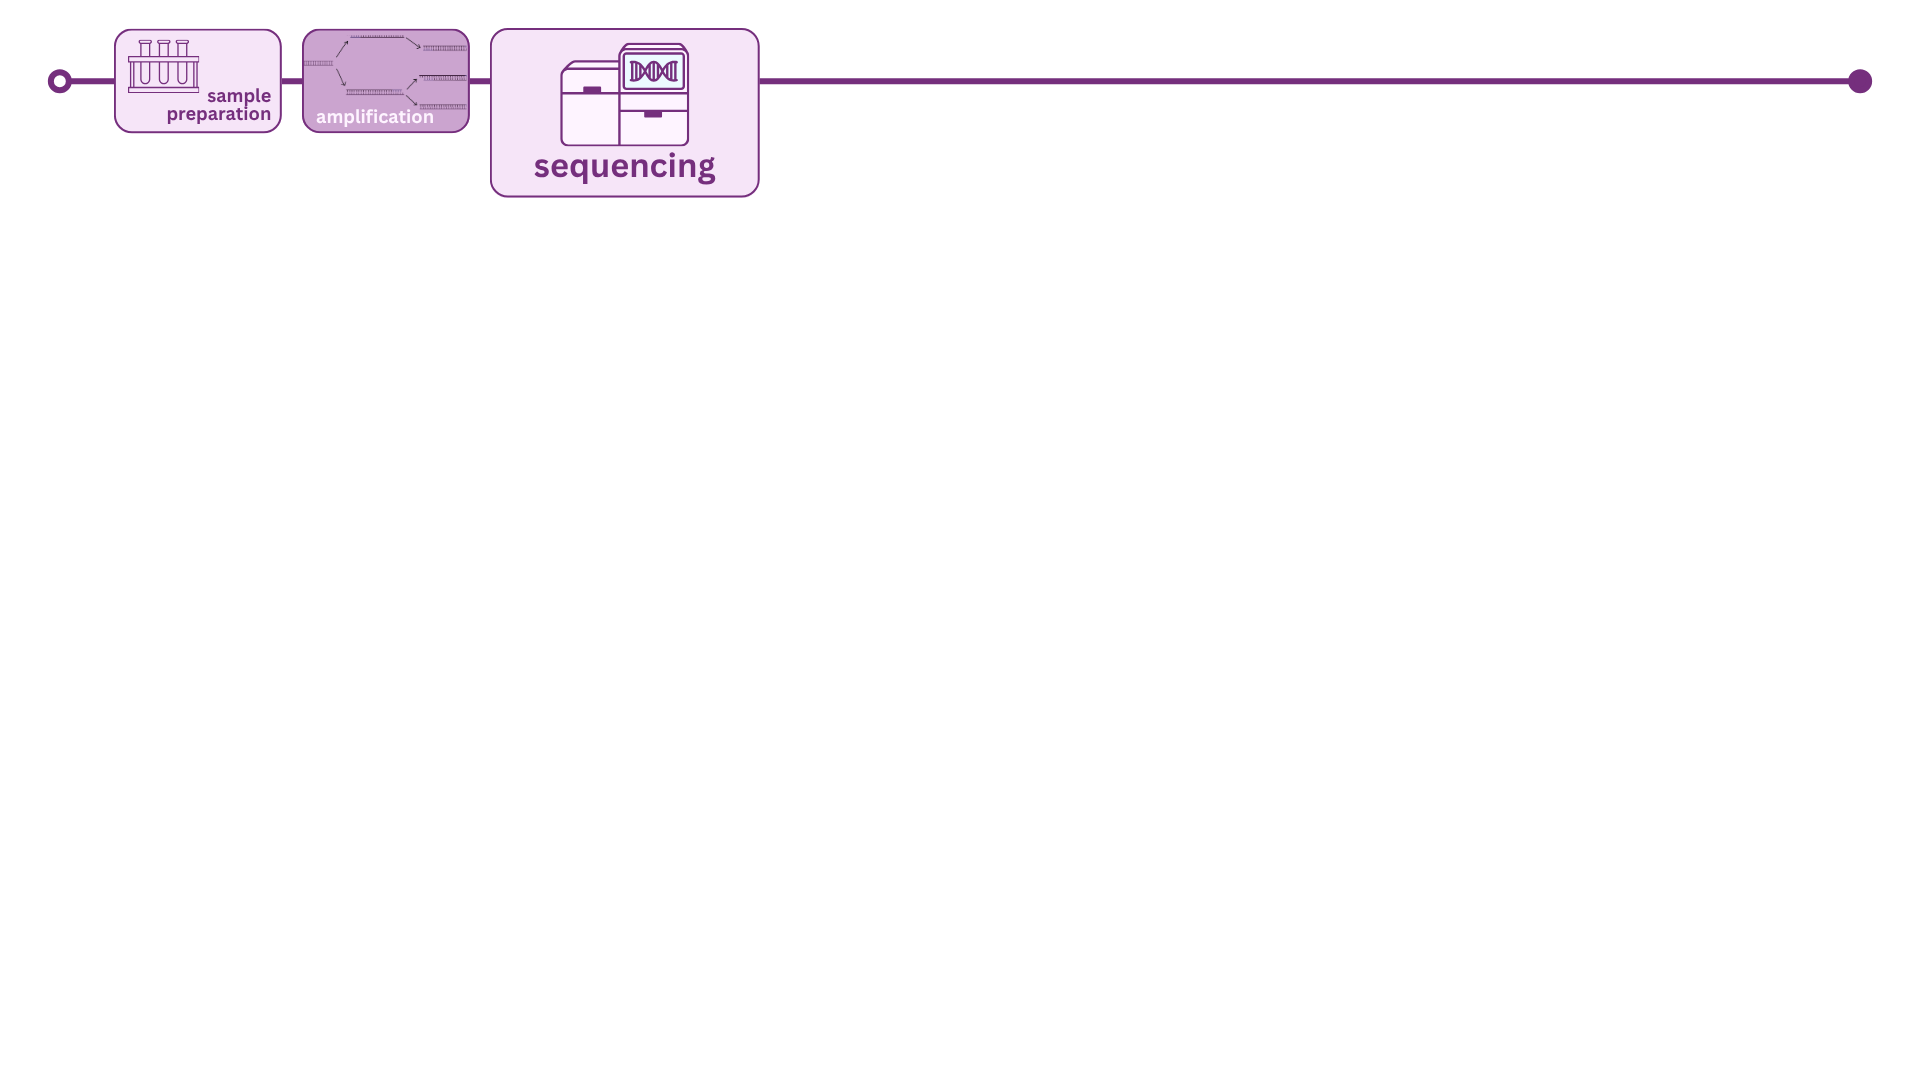 sample
preparation
amplification
sequencing